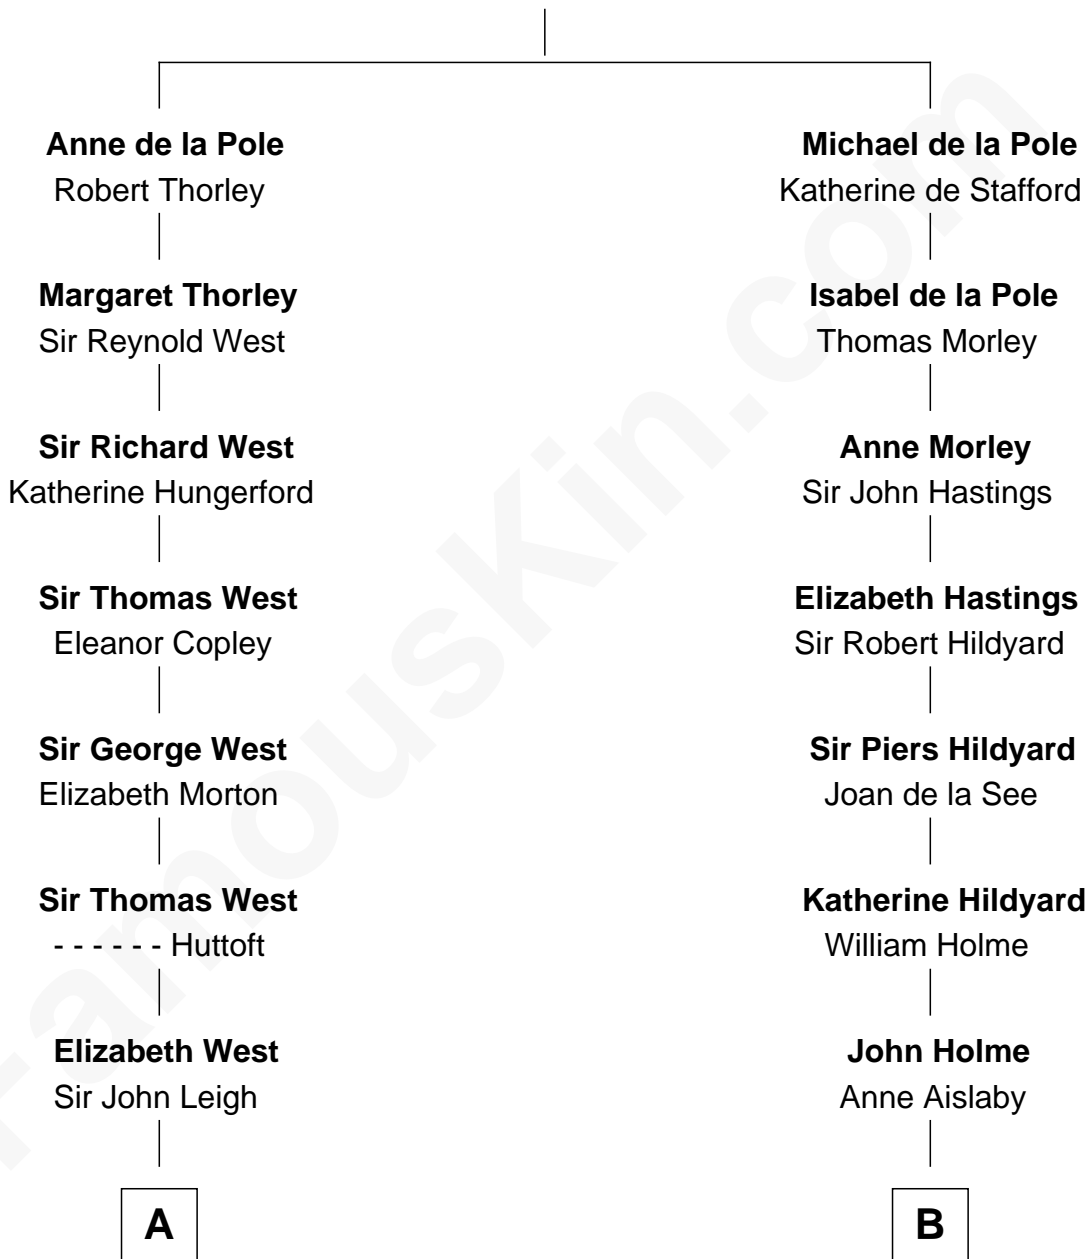 Anne de la Pole
Robert Thorley
Margaret Thorley
Sir Reynold West
Sir Richard West
Katherine Hungerford
Sir Thomas West
Eleanor Copley
Sir George West
Elizabeth Morton
Sir Thomas West
- - - - - - Huttoft
Elizabeth West
Sir John Leigh
A
Michael de la Pole
Katherine de Stafford
Isabel de la Pole
Thomas Morley
Anne Morley
Sir John Hastings
Elizabeth Hastings
Sir Robert Hildyard
Sir Piers Hildyard
Joan de la See
Katherine Hildyard
William Holme
John Holme
Anne Aislaby
B
FamousKin.com